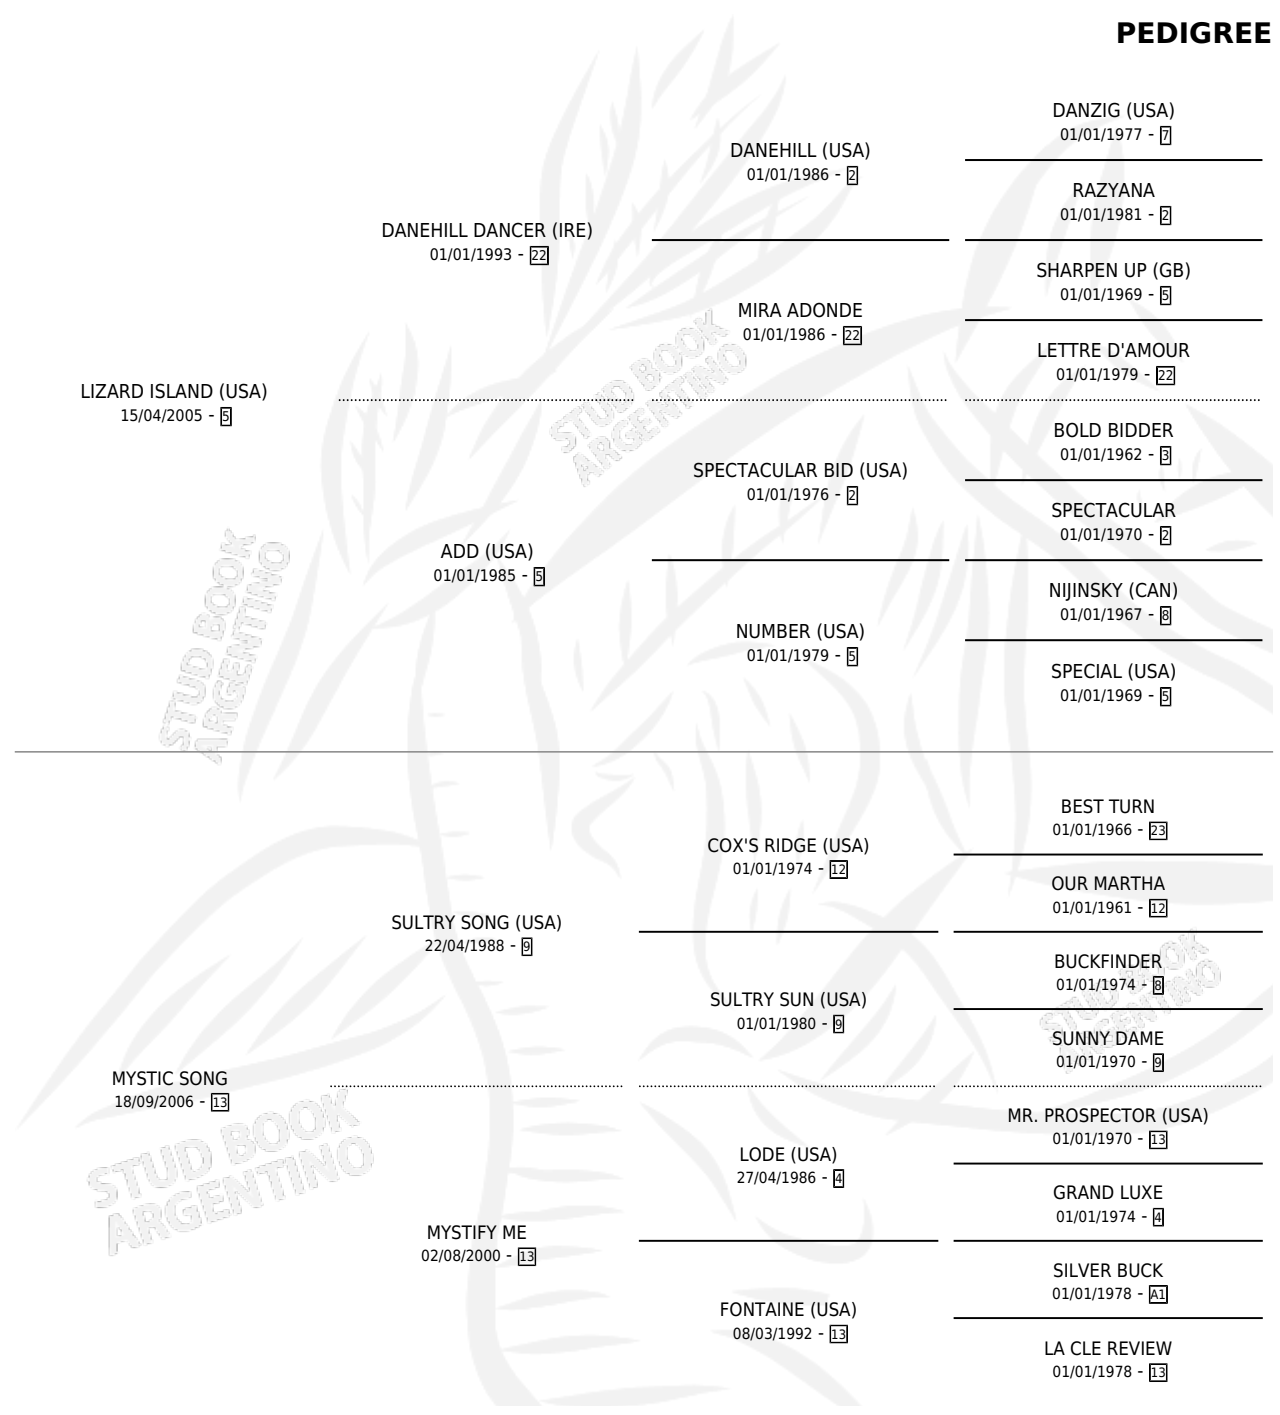 PEDIGREE
DANZIG (USA)
01/01/1977 - 7
DANEHILL (USA)
01/01/1986 - 2
RAZYANA
01/01/1981 - 2
DANEHILL DANCER (IRE)
01/01/1993 - 22
SHARPEN UP (GB)
01/01/1969 - 5
MIRA ADONDE
01/01/1986 - 22
LETTRE D'AMOUR
01/01/1979 - 22
LIZARD ISLAND (USA)
15/04/2005 - 5
BOLD BIDDER
01/01/1962 - 3
SPECTACULAR BID (USA)
01/01/1976 - 2
SPECTACULAR
01/01/1970 - 2
ADD (USA)
01/01/1985 - 5
NIJINSKY (CAN)
01/01/1967 - 8
NUMBER (USA)
01/01/1979 - 5
SPECIAL (USA)
01/01/1969 - 5
BEST TURN
01/01/1966 - 23
COX'S RIDGE (USA)
01/01/1974 - 12
OUR MARTHA
01/01/1961 - 12
SULTRY SONG (USA)
22/04/1988 - 9
BUCKFINDER
01/01/1974 - 8
SULTRY SUN (USA)
01/01/1980 - 9
SUNNY DAME
01/01/1970 - 9
MYSTIC SONG
18/09/2006 - 13
MR. PROSPECTOR (USA)
01/01/1970 - 13
LODE (USA)
27/04/1986 - 4
GRAND LUXE
01/01/1974 - 4
MYSTIFY ME
02/08/2000 - 13
SILVER BUCK
01/01/1978 - A1
FONTAINE (USA)
08/03/1992 - 13
LA CLE REVIEW
01/01/1978 - 13
STUD BOOK
ARGENTINO
STUD BOOK
ARGENTINO
STUD BOOK
ARGENTINO
STUD BOOK
ARGENTINO